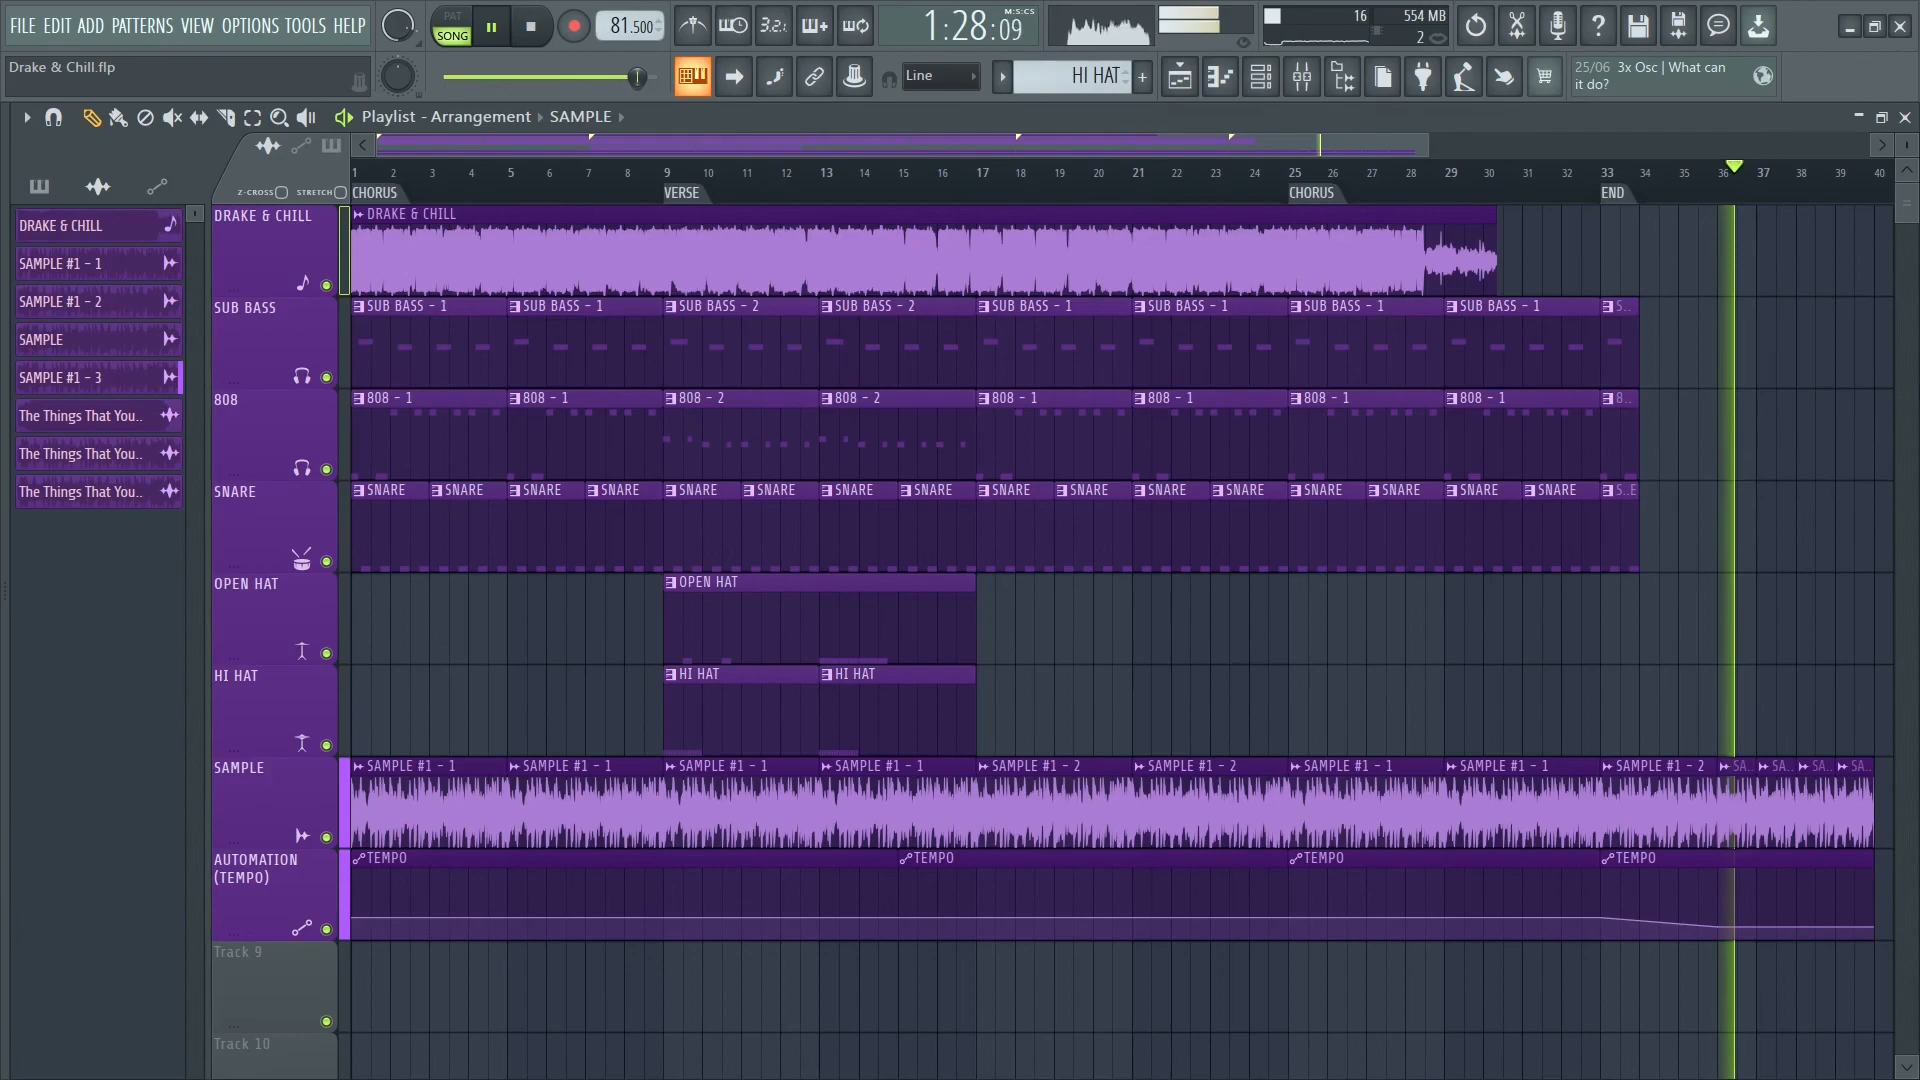 FILE EDIT ADD PATTERNS VIEW OPTIONS TOOLS HELP
PAT
SONG
81.500
3.2.1
1:28:09
M:S:CS
16
554 MB
2
Drake & Chill.flp
Line
HI HAT
25/06 3x Osc | What can
it do?
Playlist - Arrangement SAMPLE
Z-CROSS STRETCH
1 2 3 4 5 6 7 8 9 10 11 12 13 14 15 16 17 18 19 20 21 22 23 24 25 26 27 28 29 30 31 32 33 34 35 36 37 38 39 40
CHORUS VERSE CHORUS END
DRAKE & CHILL
SAMPLE #1 - 1
SAMPLE #1 - 2
SAMPLE
SAMPLE #1 - 3
The Things That You..
The Things That You..
The Things That You..
DRAKE & CHILL
DRAKE & CHILL
SUB BASS
SUB BASS - 1 SUB BASS - 1 SUB BASS - 2 SUB BASS - 2 SUB BASS - 1 SUB BASS - 1 SUB BASS - 1 SUB BASS - 1 S..
808
808 - 1 808 - 1 808 - 2 808 - 2 808 - 1 808 - 1 808 - 1 808 - 1 8..
SNARE
SNARE SNARE SNARE SNARE SNARE SNARE SNARE SNARE SNARE SNARE SNARE SNARE SNARE SNARE SNARE SNARE S..E
OPEN HAT
OPEN HAT
HI HAT
HI HAT HI HAT
SAMPLE
SAMPLE #1 - 1 SAMPLE #1 - 1 SAMPLE #1 - 1 SAMPLE #1 - 1 SAMPLE #1 - 2 SAMPLE #1 - 2 SAMPLE #1 - 1 SAMPLE #1 - 1 SAMPLE #1 - 2 SA.. SA.. SA.. SA..
AUTOMATION
(TEMPO)
TEMPO TEMPO TEMPO TEMPO
Track 9
Track 10